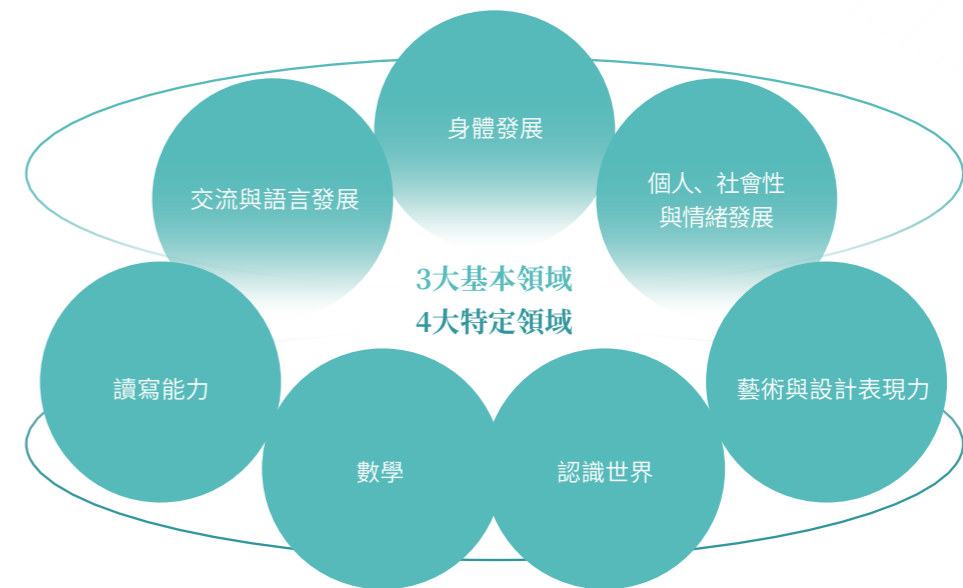 身體發展
交流與語言發展
個人、社會性
與情緒發展
3大基本領域
4大特定領域
讀寫能力
藝術與設計表現力
數學
認識世界